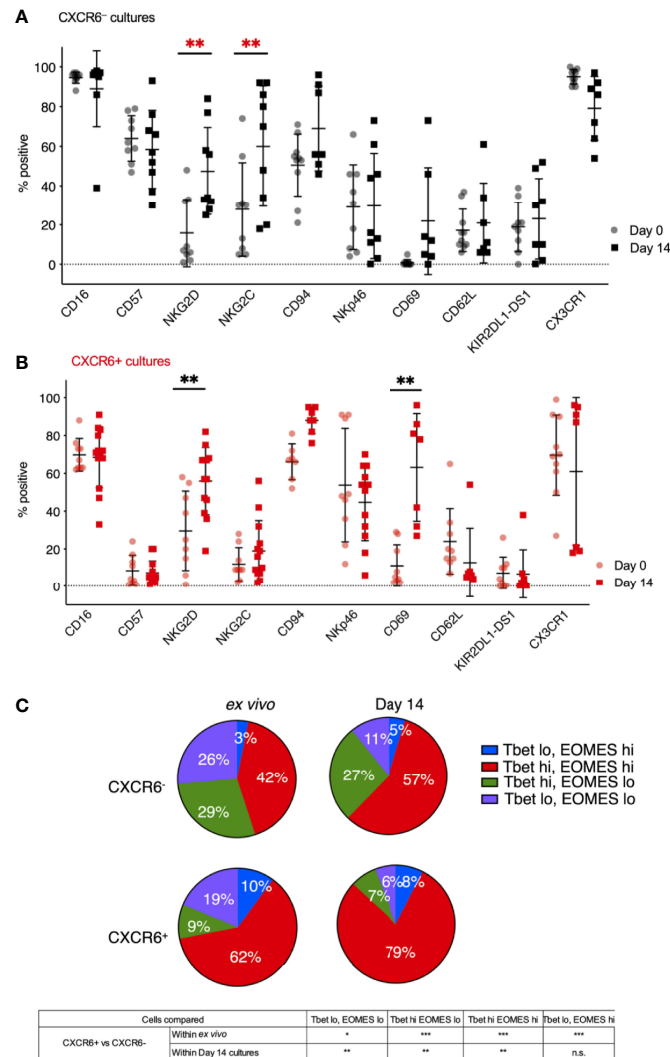 A
CXCR6⁻ cultures
**
**
% positive
100
80
60
40
20
0
Day 0
Day 14
CD16
CD57
NKG2D
NKG2C
CD94
NKp46
CD69
CD62L
KIR2DL1-DS1
CX3CR1
B
CXCR6+ cultures
**
**
% positive
100
80
60
40
20
0
Day 0
Day 14
CD16
CD57
NKG2D
NKG2C
CD94
NKp46
CD69
CD62L
KIR2DL1-DS1
CX3CR1
C
ex vivo
Day 14
CXCR6⁻
3%
42%
29%
26%
5%
57%
27%
11%
Tbet lo, EOMES hi
Tbet hi, EOMES hi
Tbet hi, EOMES lo
Tbet lo, EOMES lo
CXCR6⁺
10%
62%
9%
19%
8%
79%
7%
6%
Cells compared Tbet lo, EOMES lo Tbet hi EOMES lo Tbet hi EOMES hi Tbet lo, EOMES hi
CXCR6+ vs CXCR6- Within ex vivo * *** *** ***
Within Day 14 cultures ** ** ** n.s.